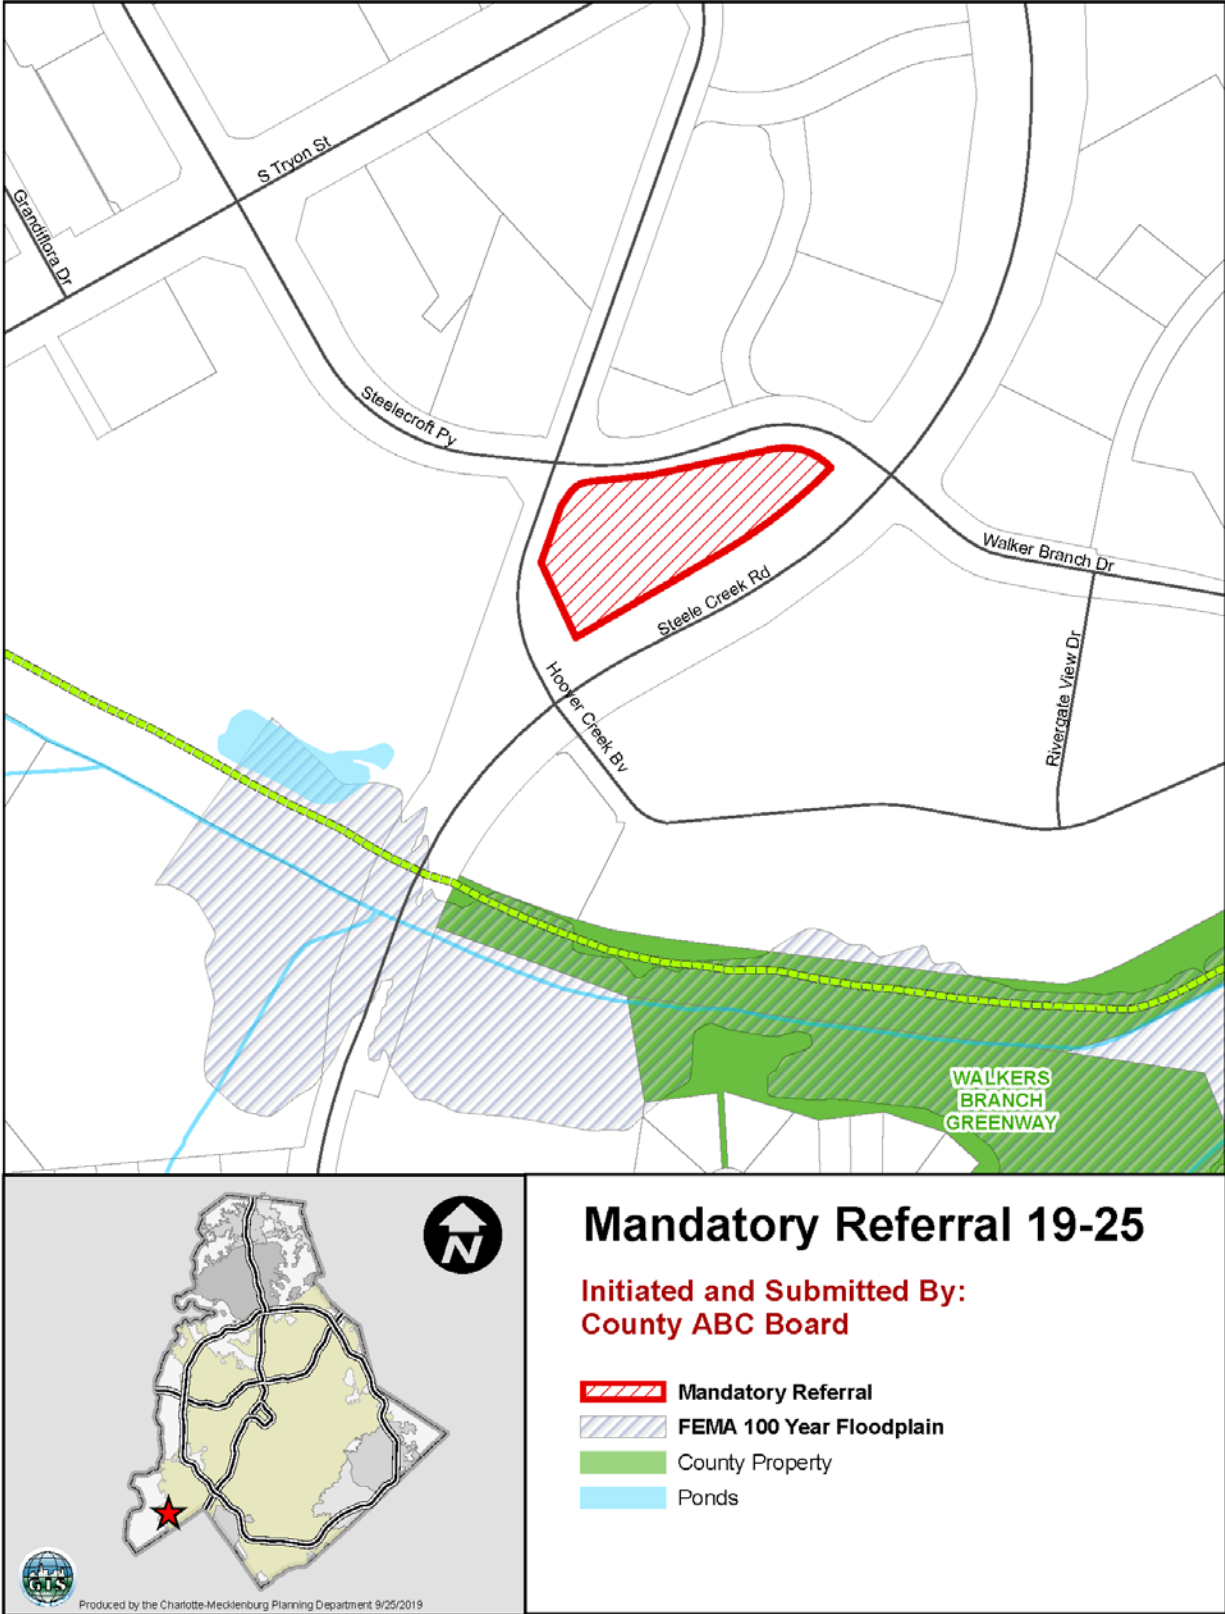 S Tryon St
Grandiflora Dr
Steelecroft Py
Walker Branch Dr
Steele Creek Rd
Rivergate View Dr
Hoover Creek Bv
WALKERS
BRANCH
GREENWAY
N
Mandatory Referral 19-25
Initiated and Submitted By:
County ABC Board
Mandatory Referral
FEMA 100 Year Floodplain
County Property
Ponds
GIS
Produced by the Charlotte-Mecklenburg Planning Department 9/25/2019